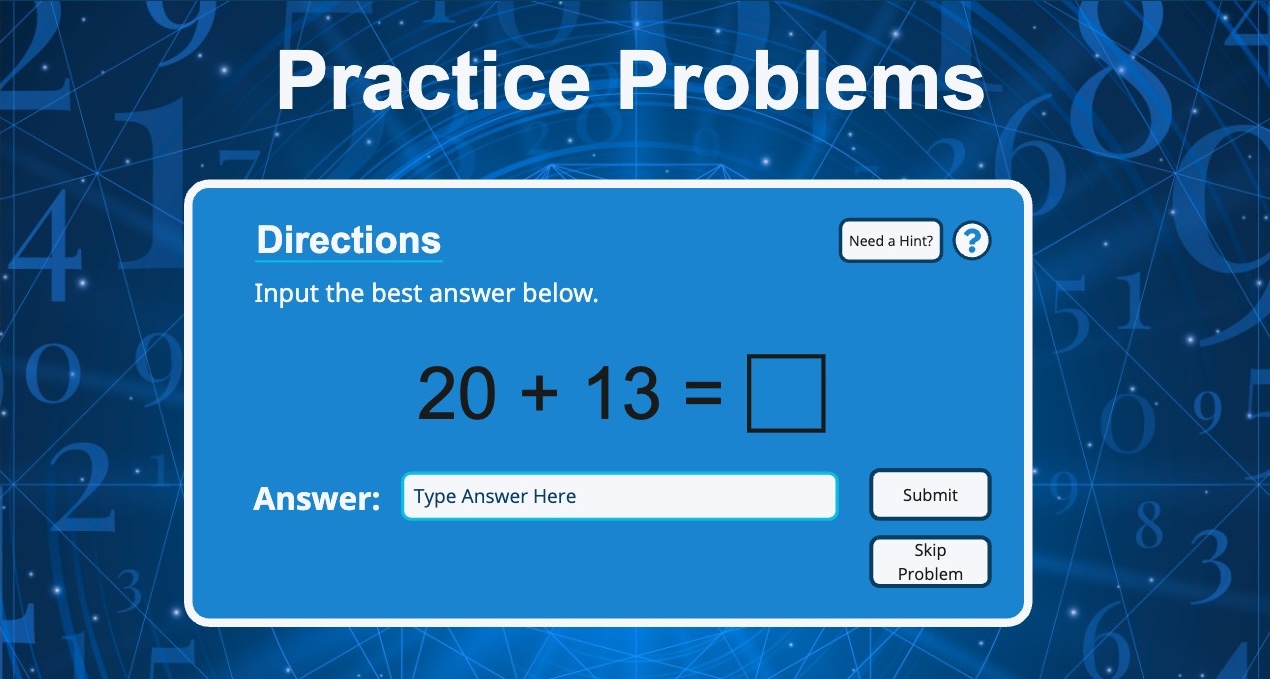 Practice Problems
Directions
Need a Hint?
?
Input the best answer below.
20 + 13 = □
Answer:
Type Answer Here
Submit
Skip
Problem